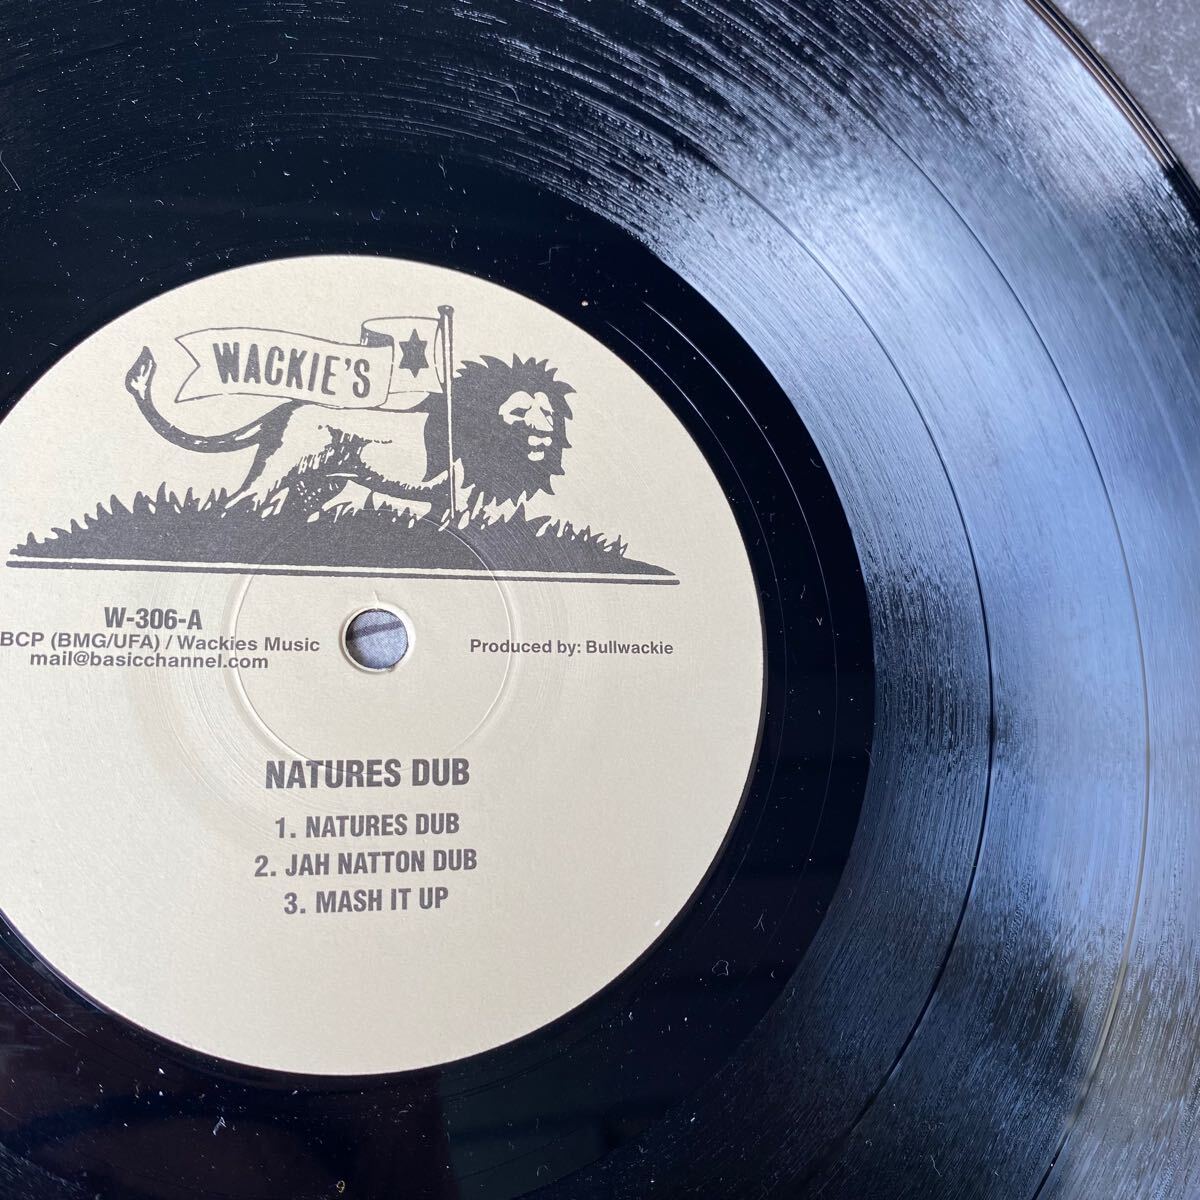 WACKIE'S
W-306-A
BCP (BMG/UFA) / Wackies Music
mail@basicchannel.com
Produced by: Bullwackie
NATURES DUB
1. NATURES DUB
2. JAH NATTON DUB
3. MASH IT UP